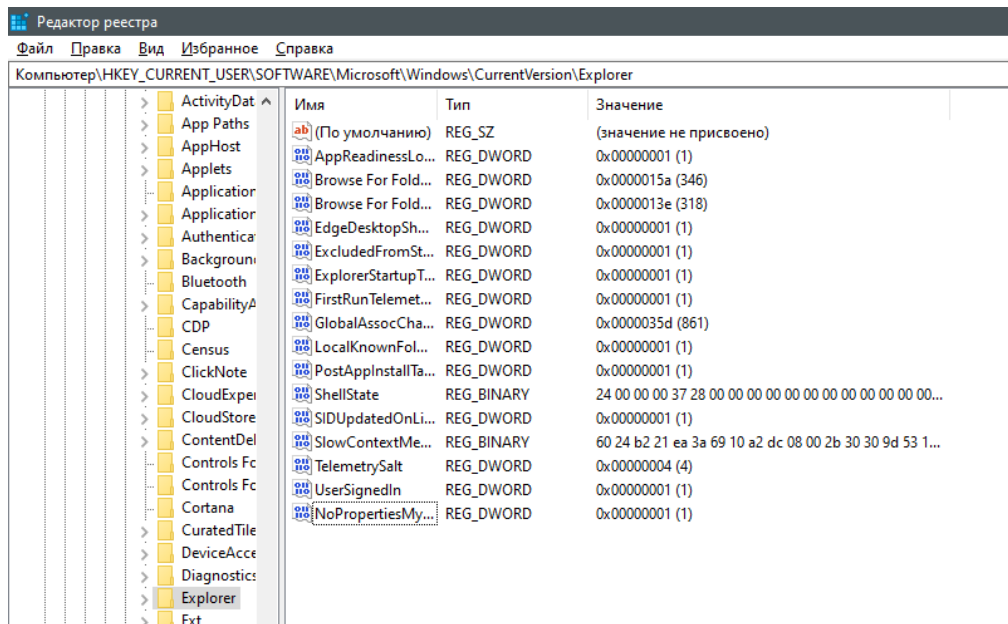 Редактор реестра
Файл Правка Вид Избранное Справка
Компьютер\HKEY_CURRENT_USER\SOFTWARE\Microsoft\Windows\CurrentVersion\Explorer
ActivityDat
App Paths
AppHost
Applets
Application
Application
Authentica
Background
Bluetooth
CapabilityA
CDP
Census
ClickNote
CloudExper
CloudStore
ContentDel
Controls Fo
Controls Fo
Cortana
CuratedTile
DeviceAcce
Diagnostics
Explorer
Ext
Имя Тип Значение
(По умолчанию) REG_SZ (значение не присвоено)
AppReadinessLo... REG_DWORD 0x00000001 (1)
Browse For Fold... REG_DWORD 0x0000015a (346)
Browse For Fold... REG_DWORD 0x0000013e (318)
EdgeDesktopSh... REG_DWORD 0x00000001 (1)
ExcludedFromSt... REG_DWORD 0x00000001 (1)
ExplorerStartupT... REG_DWORD 0x00000001 (1)
FirstRunTelemet... REG_DWORD 0x00000001 (1)
GlobalAssocCha... REG_DWORD 0x0000035d (861)
LocalKnownFol... REG_DWORD 0x00000001 (1)
PostAppInstallTa... REG_DWORD 0x00000001 (1)
ShellState REG_BINARY 24 00 00 00 37 28 00 00 00 00 00 00 00 00 00 00 00 00...
SIDUpdatedOnLi... REG_DWORD 0x00000001 (1)
SlowContextMe... REG_BINARY 60 24 b2 21 ea 3a 69 10 a2 dc 08 00 2b 30 30 9d 53 1...
TelemetrySalt REG_DWORD 0x00000004 (4)
UserSignedIn REG_DWORD 0x00000001 (1)
NoPropertiesMy... REG_DWORD 0x00000001 (1)